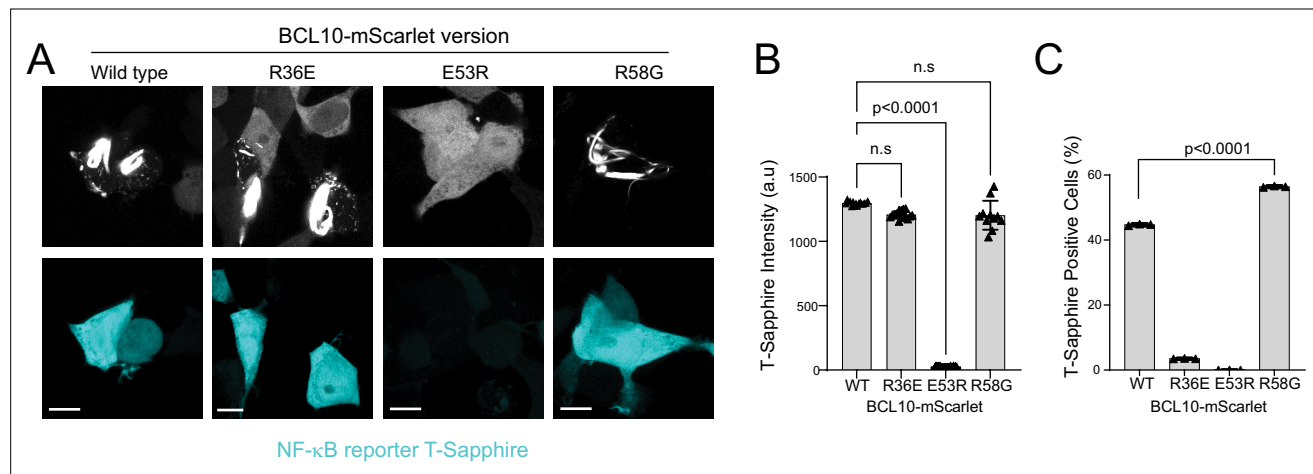 A
BCL10-mScarlet version
Wild type R36E E53R R58G
NF-κB reporter T-Sapphire
B
n.s
p<0.0001
n.s
1500
1000
500
0
T-Sapphire Intensity (a.u)
WT R36E E53R R58G
BCL10-mScarlet
C
p<0.0001
60
40
20
0
T-Sapphire Positive Cells (%)
WT R36E E53R R58G
BCL10-mScarlet